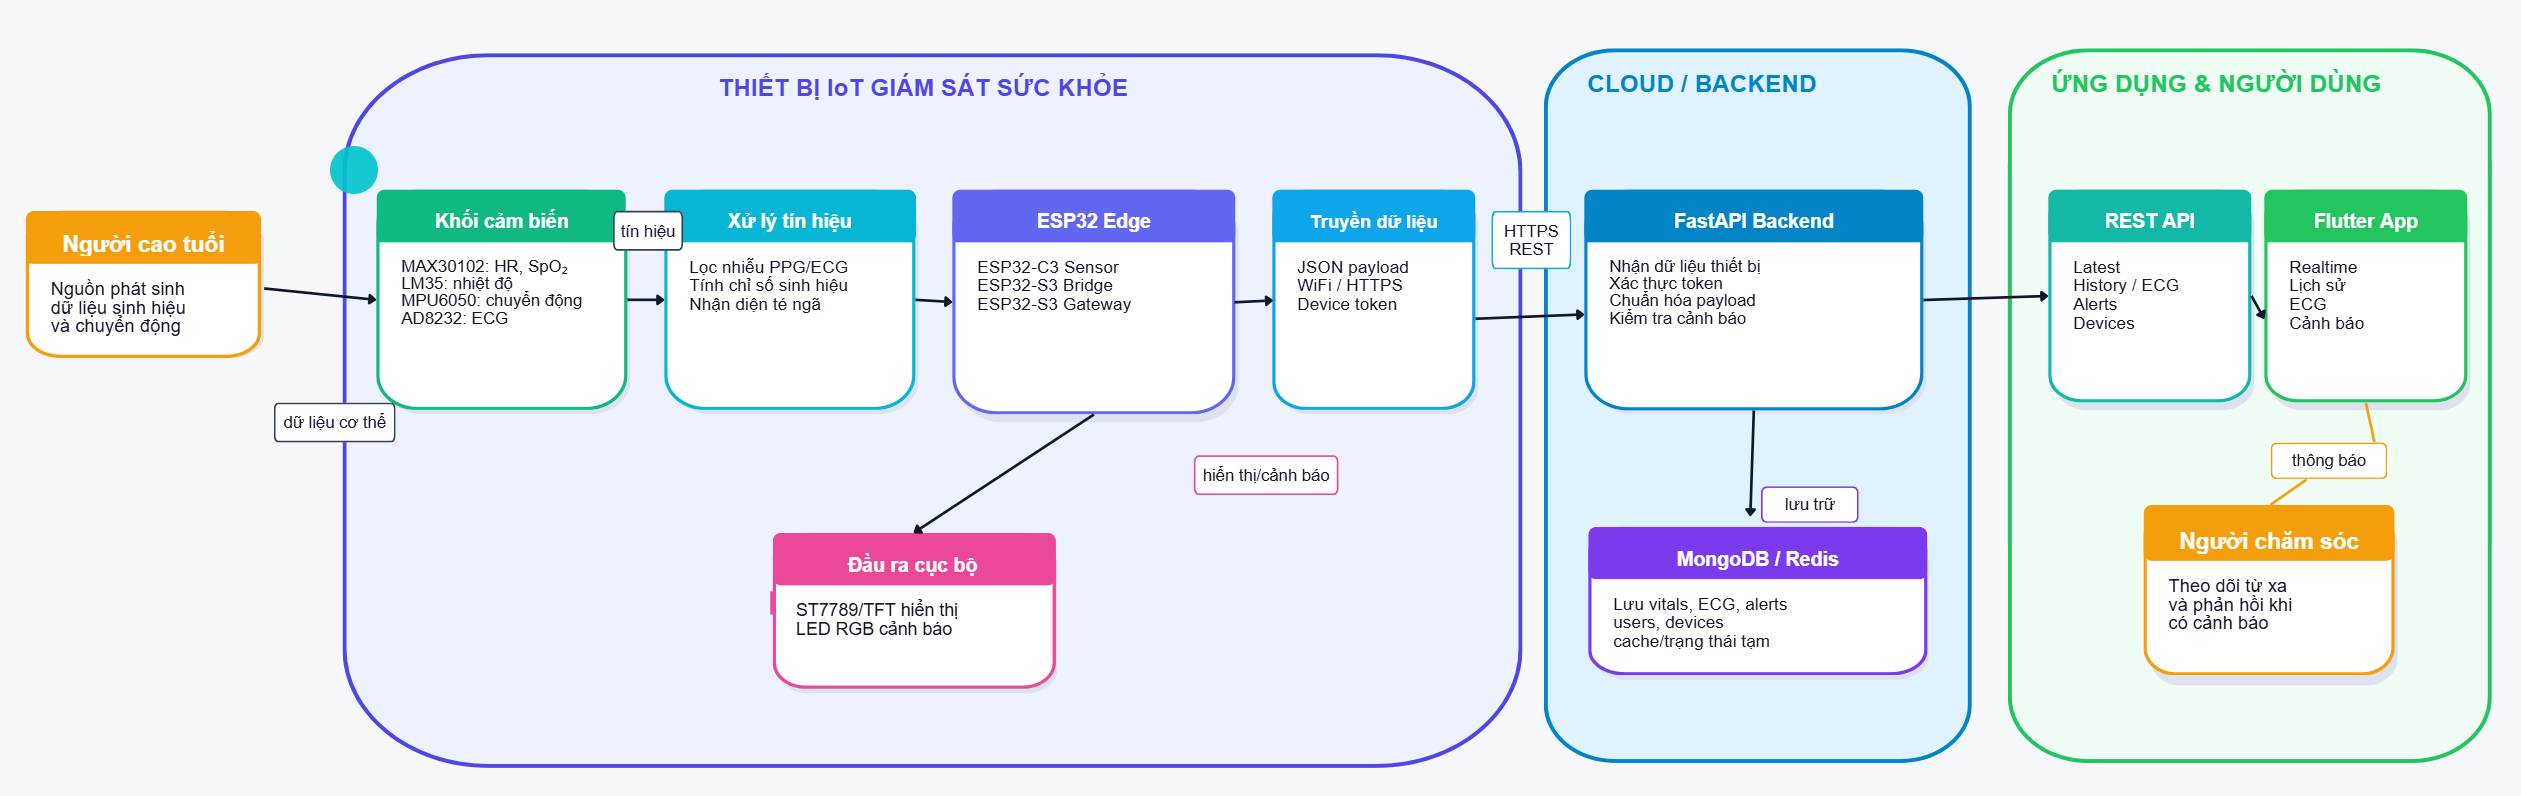 THIẾT BỊ IoT GIÁM SÁT SỨC KHỎE
CLOUD / BACKEND
ỨNG DỤNG & NGƯỜI DÙNG
Người cao tuổi
Nguồn phát sinh
dữ liệu sinh hiệu
và chuyển động
dữ liệu cơ thể
Khối cảm biến
MAX30102: HR, SpO₂
LM35: nhiệt độ
MPU6050: chuyển động
AD8232: ECG
tín hiệu
Xử lý tín hiệu
Lọc nhiễu PPG/ECG
Tính chỉ số sinh hiệu
Nhận diện té ngã
ESP32 Edge
ESP32-C3 Sensor
ESP32-S3 Bridge
ESP32-S3 Gateway
Truyền dữ liệu
JSON payload
WiFi / HTTPS
Device token
hiển thị/cảnh báo
Đầu ra cục bộ
ST7789/TFT hiển thị
LED RGB cảnh báo
HTTPS
REST
FastAPI Backend
Nhận dữ liệu thiết bị
Xác thực token
Chuẩn hóa payload
Kiểm tra cảnh báo
lưu trữ
MongoDB / Redis
Lưu vitals, ECG, alerts
users, devices
cache/trạng thái tạm
REST API
Latest
History / ECG
Alerts
Devices
Flutter App
Realtime
Lịch sử
ECG
Cảnh báo
thông báo
Người chăm sóc
Theo dõi từ xa
và phản hồi khi
có cảnh báo